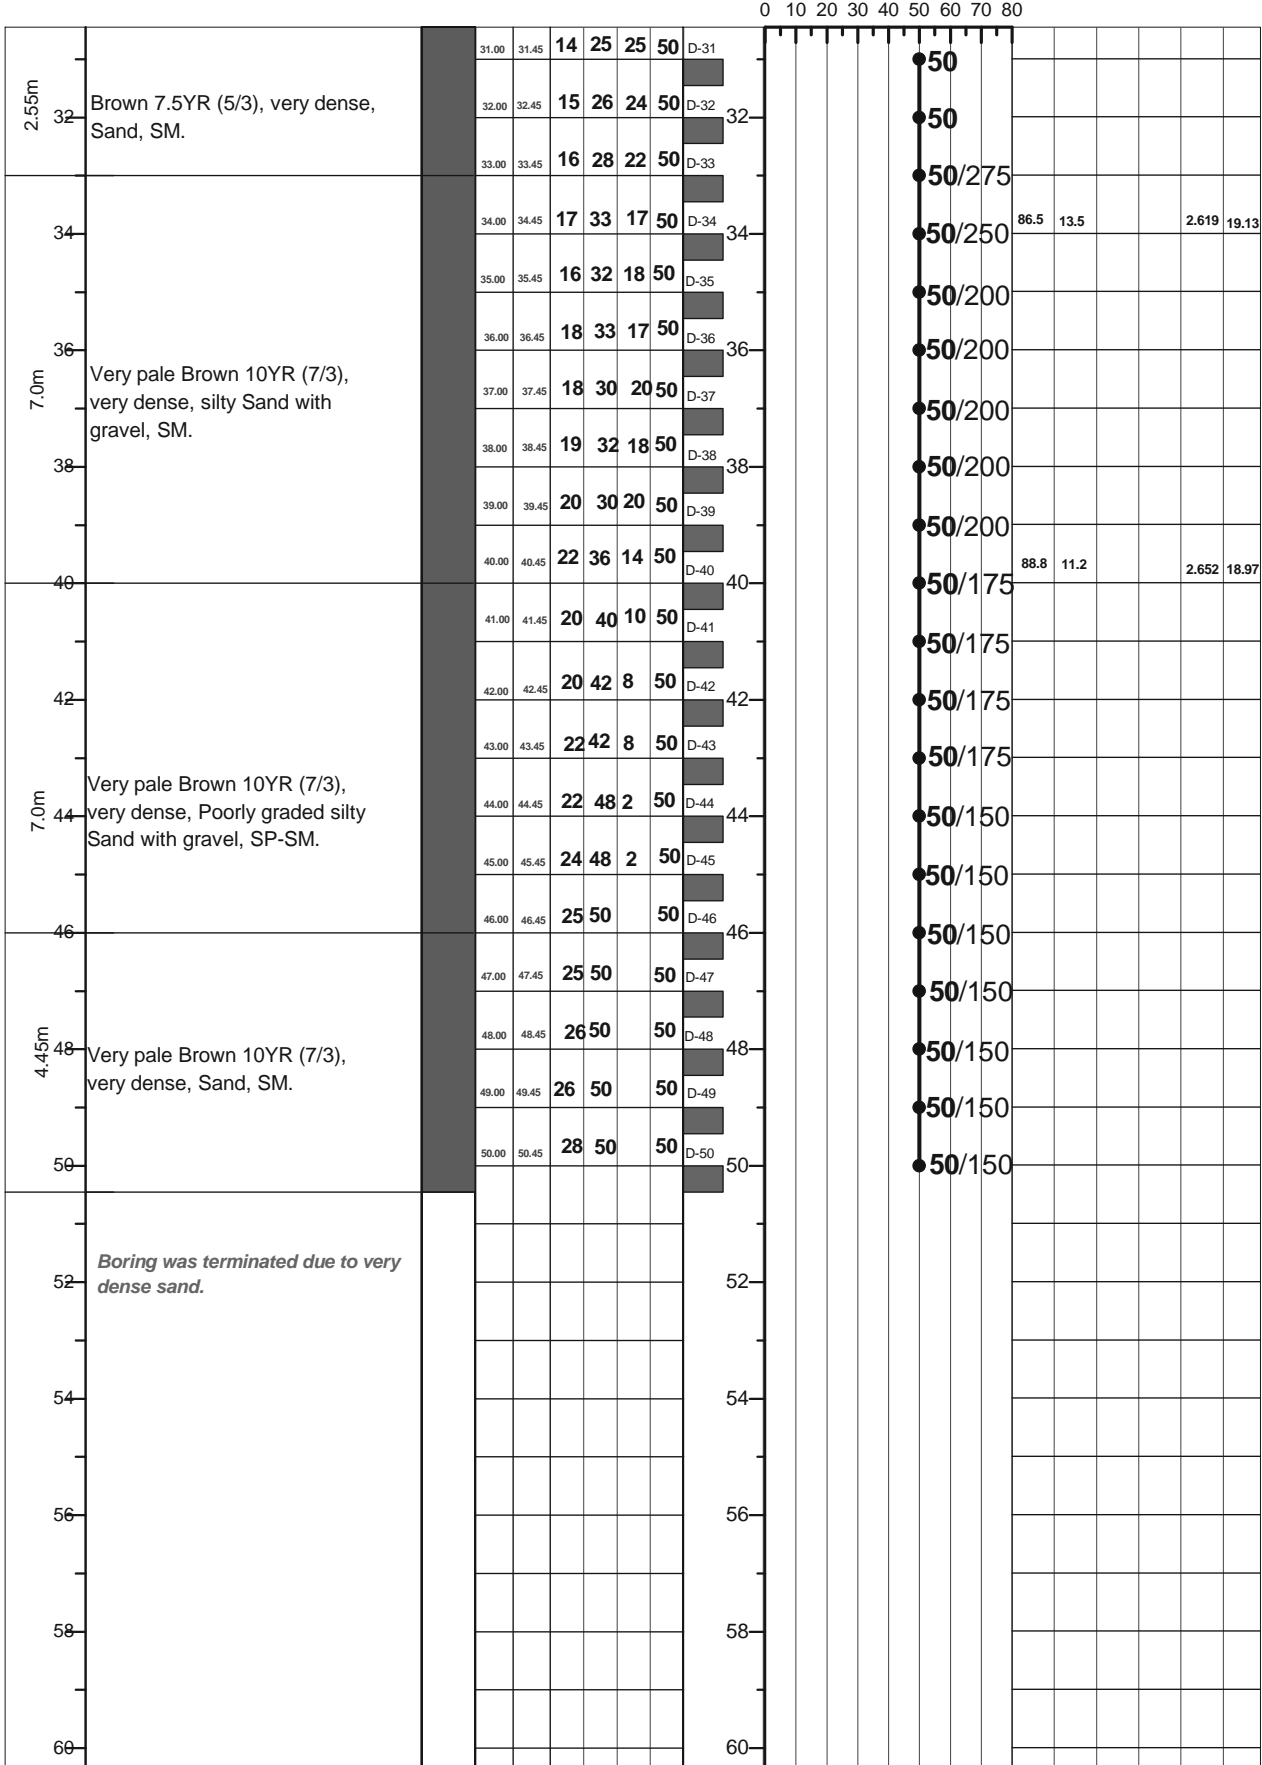 0 10 20 30 40 50 60 70 80
31.00 31.45 14 25 25 50 D-31
50
2.55m
Brown 7.5YR (5/3), very dense,
Sand, SM.
32 32.00 32.45 15 26 24 50 D-32 32 50
33.00 33.45 16 28 22 50 D-33
50/275
34 34.00 34.45 17 33 17 50 D-34 34 50/250 86.5 13.5 2.619 19.13
35.00 35.45 16 32 18 50 D-35
50/200
36 36.00 36.45 18 33 17 50 D-36 36 50/200
7.0m
Very pale Brown 10YR (7/3),
very dense, silty Sand with
gravel, SM.
37.00 37.45 18 30 20 50 D-37
50/200
38 38.00 38.45 19 32 18 50 D-38 38 50/200
39.00 39.45 20 30 20 50 D-39
50/200
40 40.00 40.45 22 36 14 50 D-40 40 50/175 88.8 11.2 2.652 18.97
41.00 41.45 20 40 10 50 D-41
50/175
42 42.00 42.45 20 42 8 50 D-42 42 50/175
43.00 43.45 22 42 8 50 D-43
50/175
7.0m
Very pale Brown 10YR (7/3),
very dense, Poorly graded silty
Sand with gravel, SP-SM.
44 44.00 44.45 22 48 2 50 D-44 44 50/150
45.00 45.45 24 48 2 50 D-45
50/150
46 46.00 46.45 25 50 50 D-46 46 50/150
47.00 47.45 25 50 50 D-47
50/150
4.45m
Very pale Brown 10YR (7/3),
very dense, Sand, SM.
48 48.00 48.45 26 50 50 D-48 48 50/150
49.00 49.45 26 50 50 D-49
50/150
50 50.00 50.45 28 50 50 D-50 50 50/150
Boring was terminated due to very
dense sand.
52 52
54 54
56 56
58 58
60 60